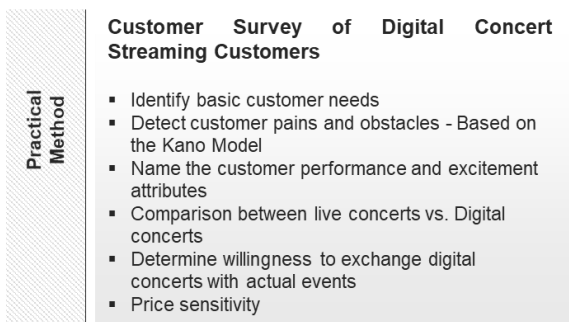 Practical
Method
Customer Survey of Digital Concert
Streaming Customers
▪ Identify basic customer needs
▪ Detect customer pains and obstacles - Based on
the Kano Model
▪ Name the customer performance and excitement
attributes
▪ Comparison between live concerts vs. Digital
concerts
▪ Determine willingness to exchange digital
concerts with actual events
▪ Price sensitivity